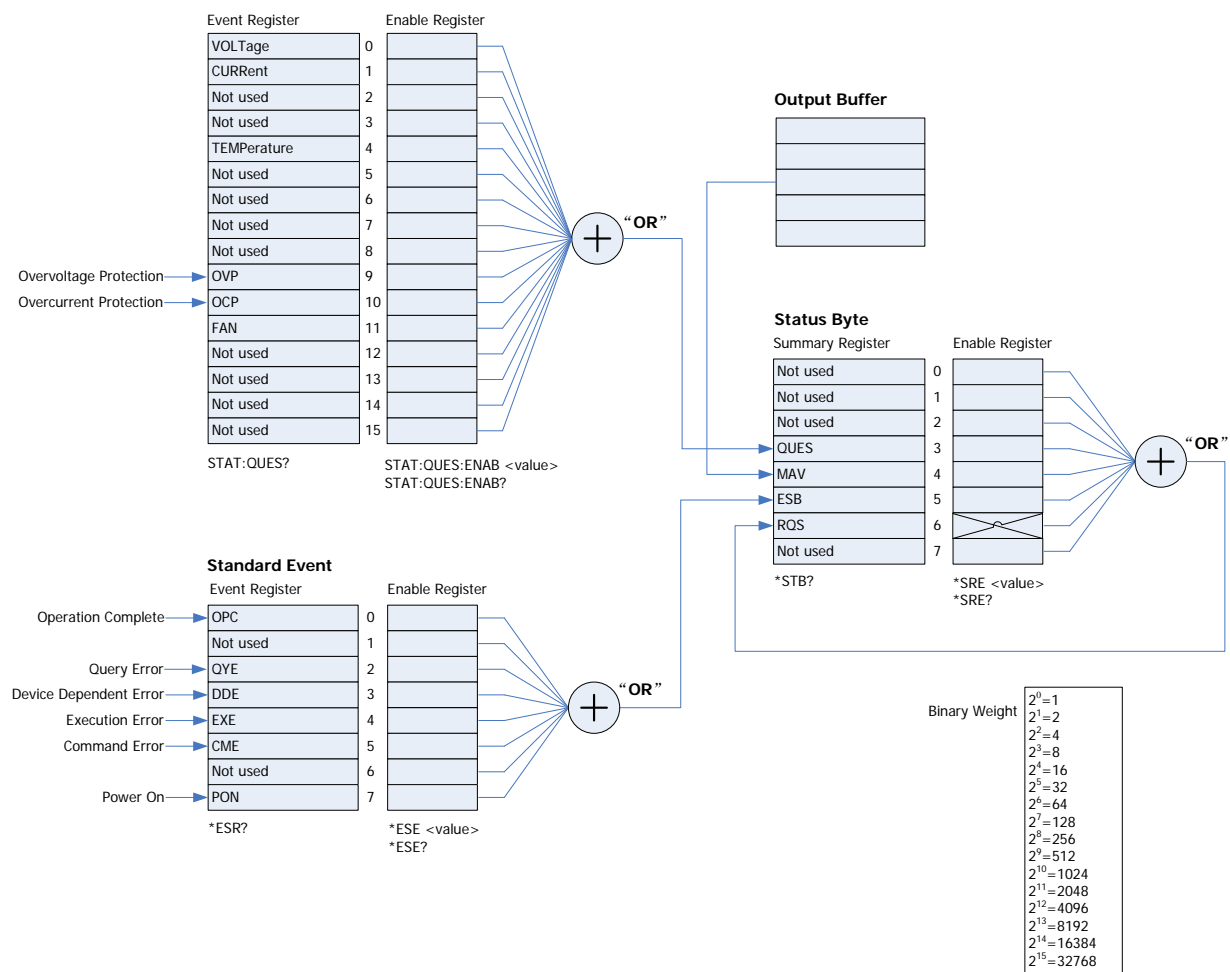 Event Register
Enable Register
VOLTage 0
CURRent 1
Not used 2
Not used 3
TEMPerature 4
Not used 5
Not used 6
Not used 7
Not used 8
Overvoltage Protection OVP 9
Overcurrent Protection OCP 10
FAN 11
Not used 12
Not used 13
Not used 14
Not used 15
STAT:QUES?
STAT:QUES:ENAB <value>
STAT:QUES:ENAB?
“OR”
Output Buffer
Status Byte
Summary Register
Enable Register
Not used 0
Not used 1
Not used 2
QUES 3
MAV 4
ESB 5
RQS 6
Not used 7
*STB?
*SRE <value>
*SRE?
“OR”
Standard Event
Event Register
Enable Register
Operation Complete OPC 0
Not used 1
Query Error QYE 2
Device Dependent Error DDE 3
Execution Error EXE 4
Command Error CME 5
Not used 6
Power On PON 7
*ESR?
*ESE <value>
*ESE?
“OR”
Binary Weight
2⁰=1
2¹=2
2²=4
2³=8
2⁴=16
2⁵=32
2⁶=64
2⁷=128
2⁸=256
2⁹=512
2¹⁰=1024
2¹¹=2048
2¹²=4096
2¹³=8192
2¹⁴=16384
2¹⁵=32768